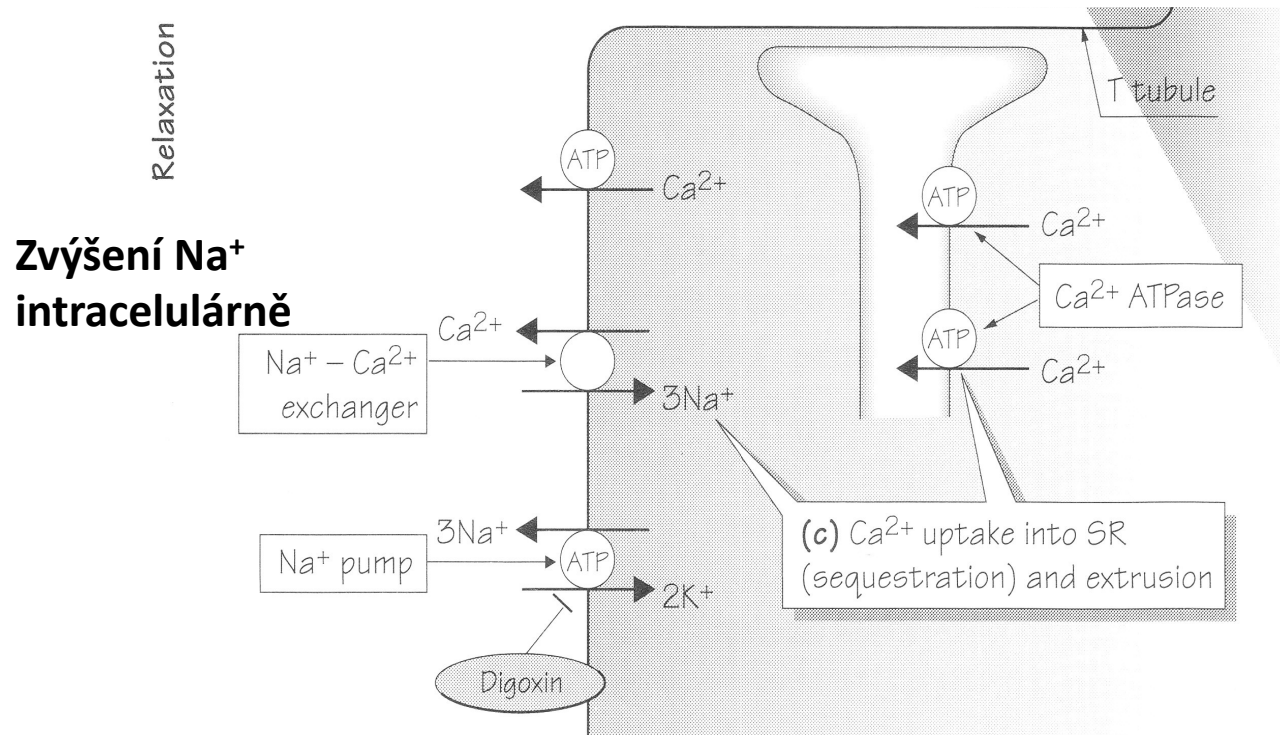 Relaxation
T tubule
ATP
Ca²⁺
ATP
Ca²⁺
Zvýšení Na⁺
intracelulárně
Ca²⁺ ATPase
Ca²⁺
Na⁺ – Ca²⁺
exchanger
3Na⁺
ATP
Ca²⁺
3Na⁺
Na⁺ pump
ATP
2K⁺
(c) Ca²⁺ uptake into SR
(sequestration) and extrusion
Digoxin